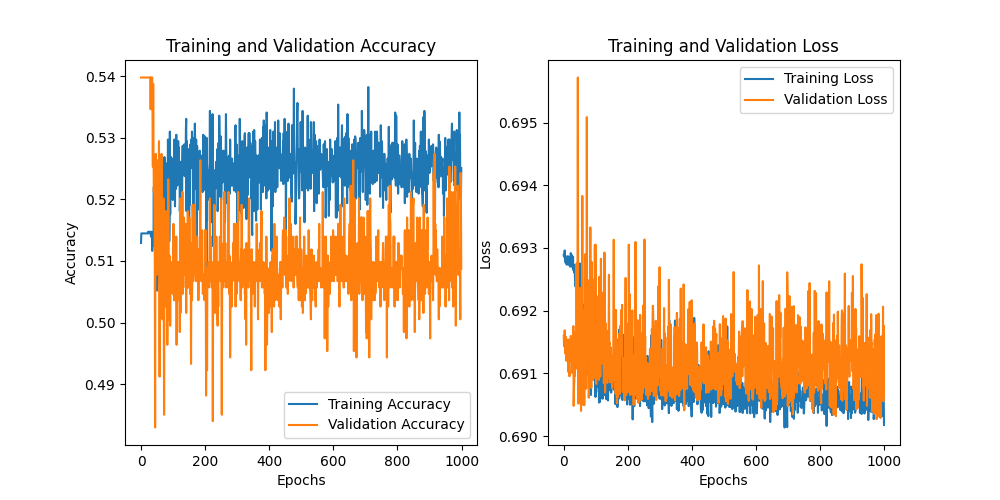 Training and Validation Accuracy
Accuracy
0.54
0.53
0.52
0.51
0.50
0.49
0
200
400
600
800
1000
Epochs
Training Accuracy
Validation Accuracy
Training and Validation Loss
Loss
0.695
0.694
0.693
0.692
0.691
0.690
0
200
400
600
800
1000
Epochs
Training Loss
Validation Loss